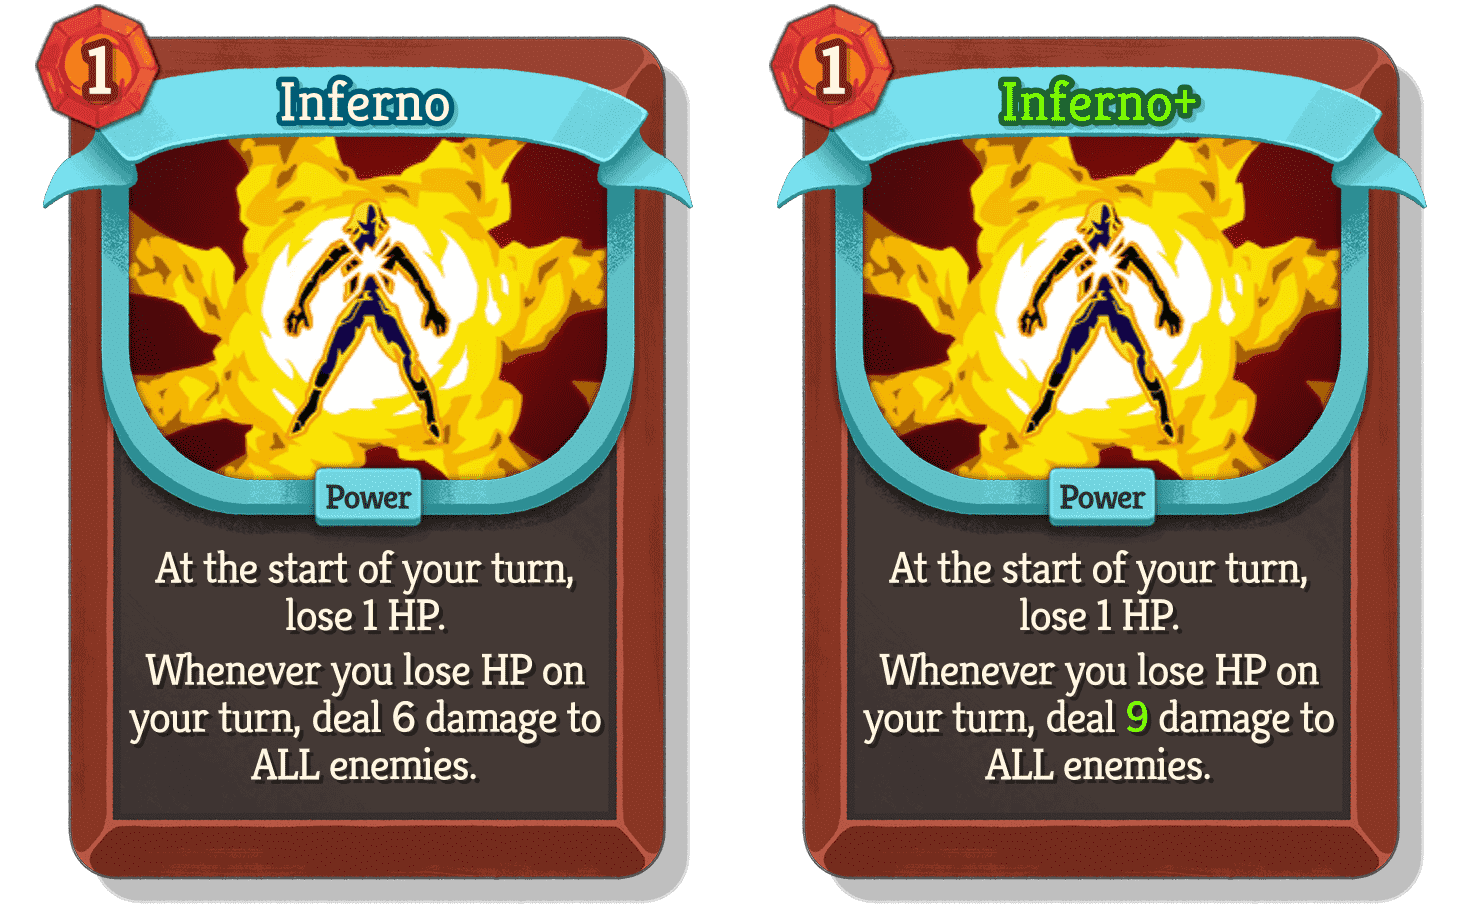 1
Inferno
Power
At the start of your turn,
lose 1 HP.
Whenever you lose HP on
your turn, deal 6 damage to
ALL enemies.
1
Inferno+
Power
At the start of your turn,
lose 1 HP.
Whenever you lose HP on
your turn, deal 9 damage to
ALL enemies.